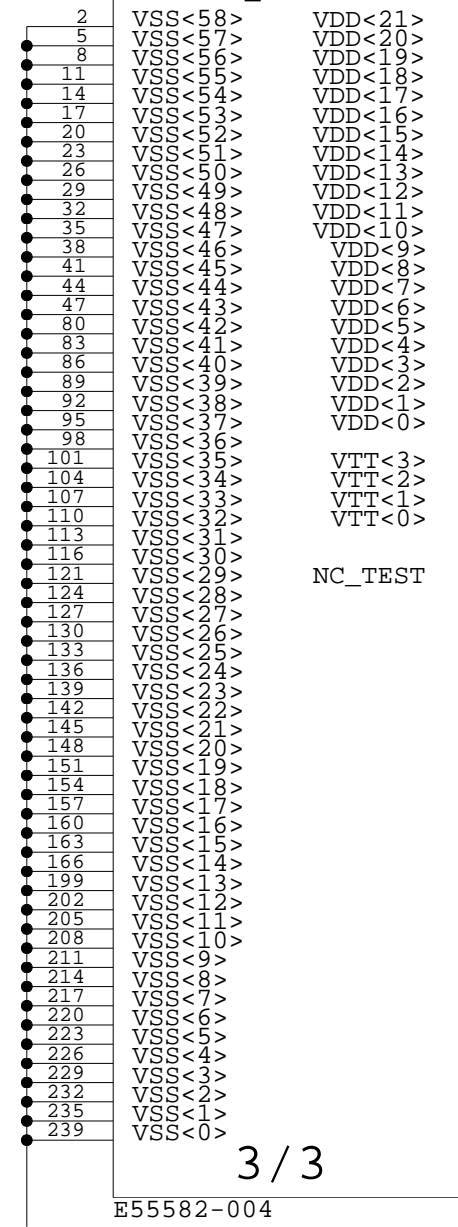 2 VSS<58> VDD<21>
5 VSS<57> VDD<20>
8 VSS<56> VDD<19>
11 VSS<55> VDD<18>
14 VSS<54> VDD<17>
17 VSS<53> VDD<16>
20 VSS<52> VDD<15>
23 VSS<51> VDD<14>
26 VSS<50> VDD<13>
29 VSS<49> VDD<12>
32 VSS<48> VDD<11>
35 VSS<47> VDD<10>
38 VSS<46> VDD<9>
41 VSS<45> VDD<8>
44 VSS<44> VDD<7>
47 VSS<43> VDD<6>
80 VSS<42> VDD<5>
83 VSS<41> VDD<4>
86 VSS<40> VDD<3>
89 VSS<39> VDD<2>
92 VSS<38> VDD<1>
95 VSS<37> VDD<0>
98 VSS<36>
101 VSS<35> VTT<3>
104 VSS<34> VTT<2>
107 VSS<33> VTT<1>
110 VSS<32> VTT<0>
113 VSS<31>
116 VSS<30>
121 VSS<29> NC_TEST
124 VSS<28>
127 VSS<27>
130 VSS<26>
133 VSS<25>
136 VSS<24>
139 VSS<23>
142 VSS<22>
145 VSS<21>
148 VSS<20>
151 VSS<19>
154 VSS<18>
157 VSS<17>
160 VSS<16>
163 VSS<15>
166 VSS<14>
199 VSS<13>
202 VSS<12>
205 VSS<11>
208 VSS<10>
211 VSS<9>
214 VSS<8>
217 VSS<7>
220 VSS<6>
223 VSS<5>
226 VSS<4>
229 VSS<3>
232 VSS<2>
235 VSS<1>
239 VSS<0>
3/3
E55582-004